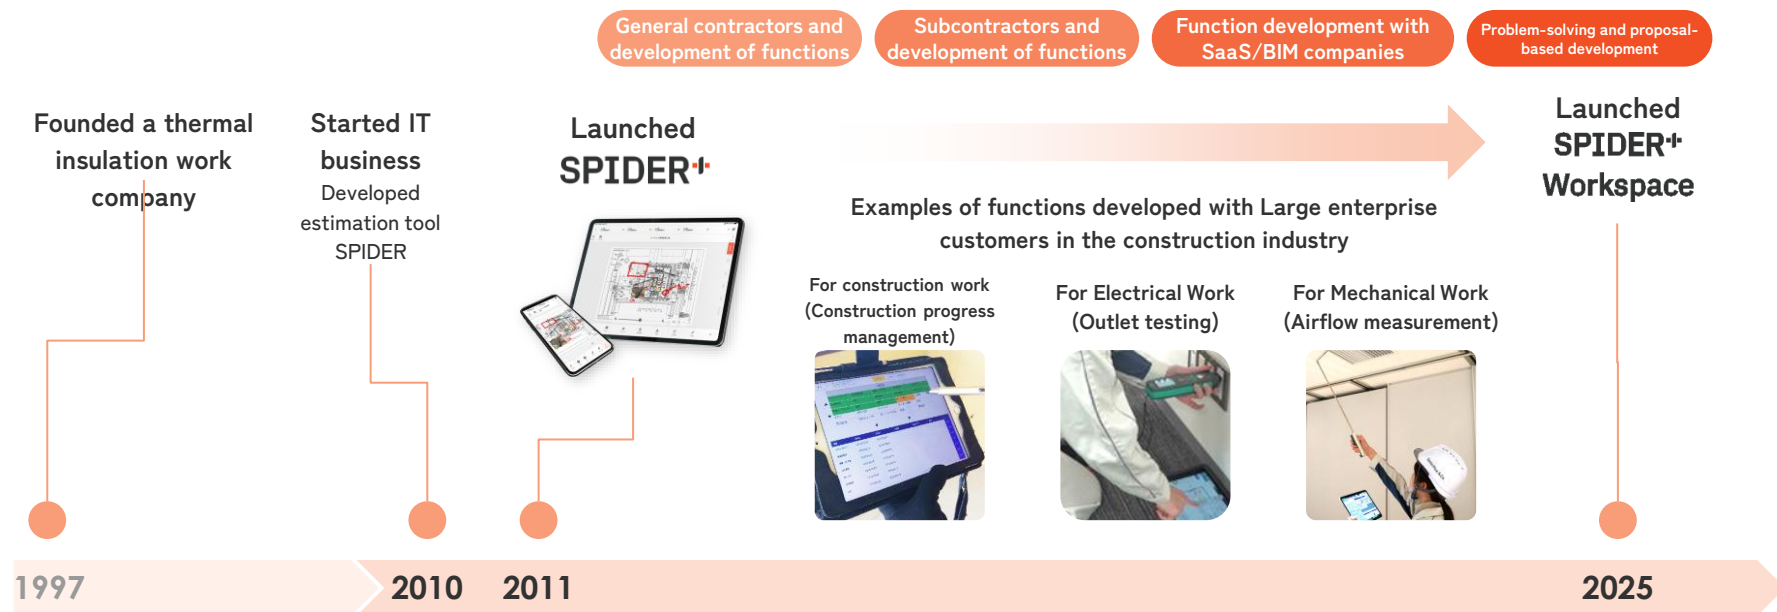 General contractors and
development of functions
Subcontractors and
development of functions
Function development with
SaaS/BIM companies
Problem-solving and proposal-
based development
Founded a thermal
insulation work
company
Started IT
business
Developed
estimation tool
SPIDER
Launched
SPIDER+
Launched
SPIDER+
Workspace
Examples of functions developed with Large enterprise
customers in the construction industry
For construction work
(Construction progress
management)
For Electrical Work
(Outlet testing)
For Mechanical Work
(Airflow measurement)
1997
2010
2011
2025